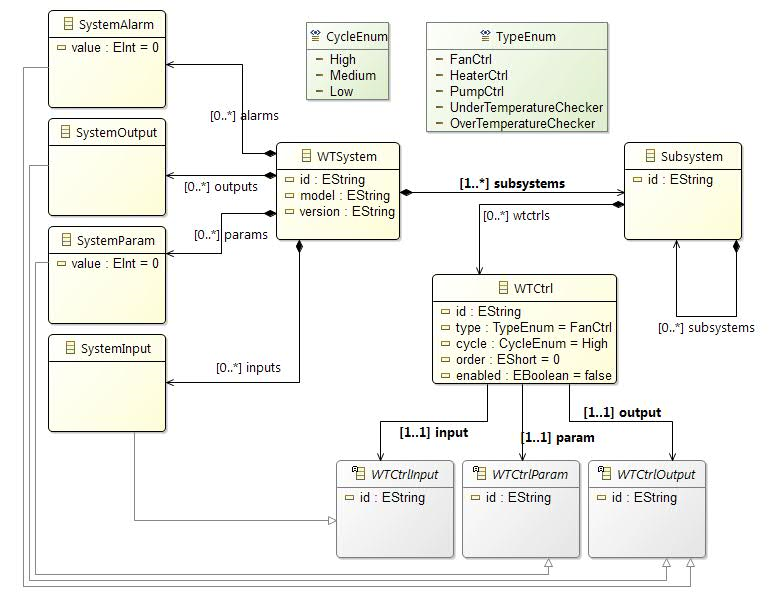 SystemAlarm
value : EInt = 0
CycleEnum
High
Medium
Low
TypeEnum
FanCtrl
HeaterCtrl
PumpCtrl
UnderTemperatureChecker
OverTemperatureChecker
[0..*] alarms
SystemOutput
[0..*] outputs
WTSystem
id : EString
model : EString
version : EString
[1..*] subsystems
Subsystem
id : EString
[0..*] wtctrls
[0..*] subsystems
SystemParam
value : EInt = 0
[0..*] params
SystemInput
[0..*] inputs
WTCtrl
id : EString
type : TypeEnum = FanCtrl
cycle : CycleEnum = High
order : EShort = 0
enabled : EBoolean = false
[1..1] input
[1..1] param
[1..1] output
WTCtrlInput
id : EString
WTCtrlParam
id : EString
WTCtrlOutput
id : EString